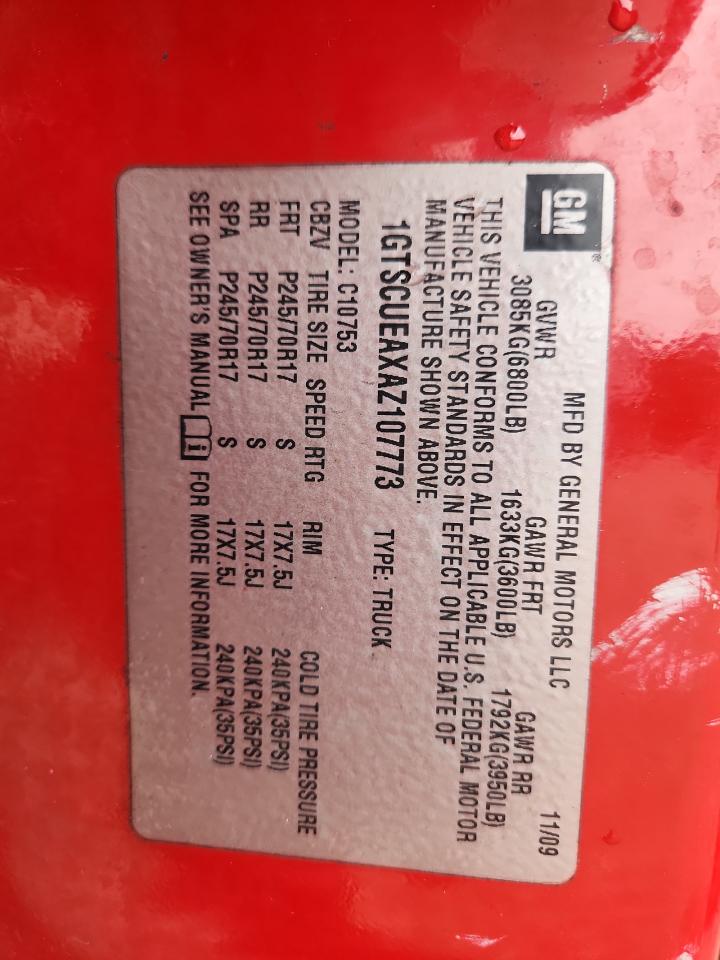 GM®
MFD BY GENERAL MOTORS LLC 11/09
GVWR GAWR FRT GAWR RR
3085KG(6800LB) 1633KG(3600LB) 1792KG(3950LB)
THIS VEHICLE CONFORMS TO ALL APPLICABLE U.S. FEDERAL MOTOR
VEHICLE SAFETY STANDARDS IN EFFECT ON THE DATE OF
MANUFACTURE SHOWN ABOVE.
1GTSCUEAXAZ107773 TYPE: TRUCK
MODEL: C10753
CBZV TIRE SIZE SPEED RTG RIM COLD TIRE PRESSURE
FRT P245/70R17 S 17X7.5J 240KPA(35PSI)
RR P245/70R17 S 17X7.5J 240KPA(35PSI)
SPA P245/70R17 S 17X7.5J 240KPA(35PSI)
SEE OWNER'S MANUAL i FOR MORE INFORMATION.